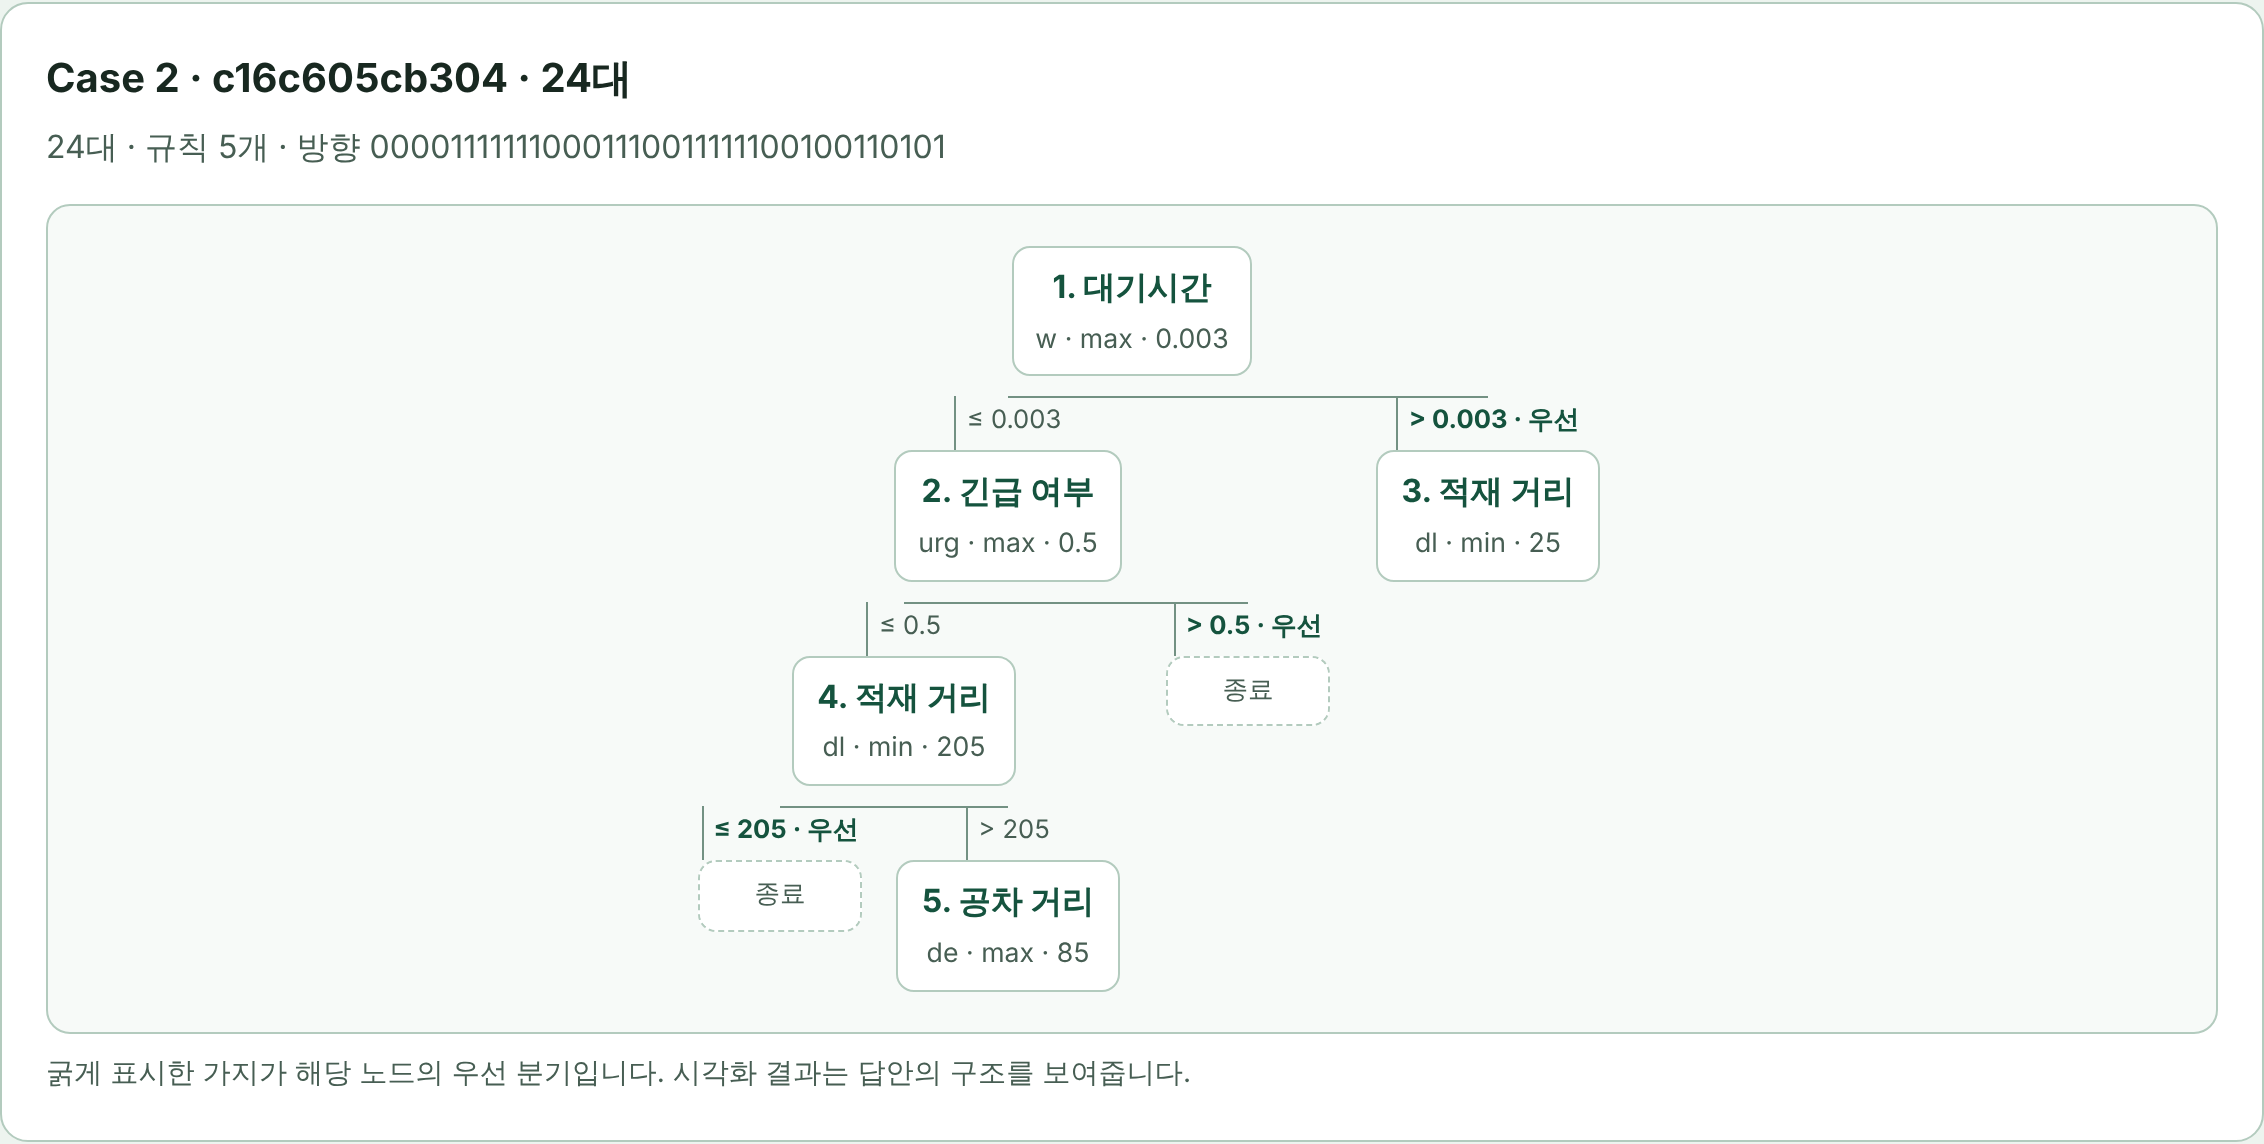 Case 2 · c16c605cb304 · 24대
24대 · 규칙 5개 · 방향 000011111110001110011111100100110101
1. 대기시간
w · max · 0.003
≤ 0.003
> 0.003 · 우선
2. 긴급 여부
urg · max · 0.5
3. 적재 거리
dl · min · 25
≤ 0.5
> 0.5 · 우선
4. 적재 거리
dl · min · 205
종료
≤ 205 · 우선
> 205
종료
5. 공차 거리
de · max · 85
굵게 표시한 가지가 해당 노드의 우선 분기입니다. 시각화 결과는 답안의 구조를 보여줍니다.